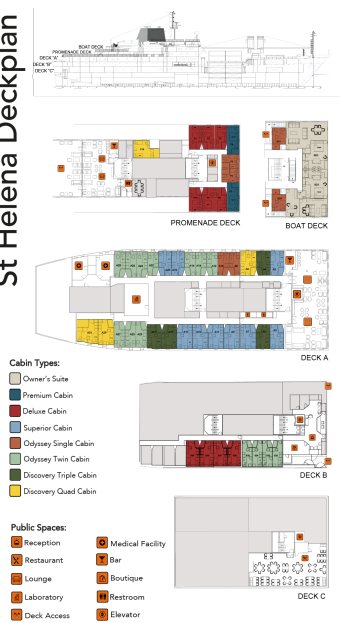 St Helena Deckplan
BOAT DECK
PROMENADE DECK
DECK 'A'
DECK 'B'
DECK 'C'
PROMENADE DECK
BOAT DECK
DECK A
Cabin Types:
Owner's Suite
Premium Cabin
Deluxe Cabin
Superior Cabin
Odyssey Single Cabin
Odyssey Twin Cabin
Discovery Triple Cabin
Discovery Quad Cabin
DECK B
Public Spaces:
Reception
Restaurant
Lounge
Laboratory
Deck Access
Medical Facility
Bar
Boutique
Restroom
Elevator
DECK C